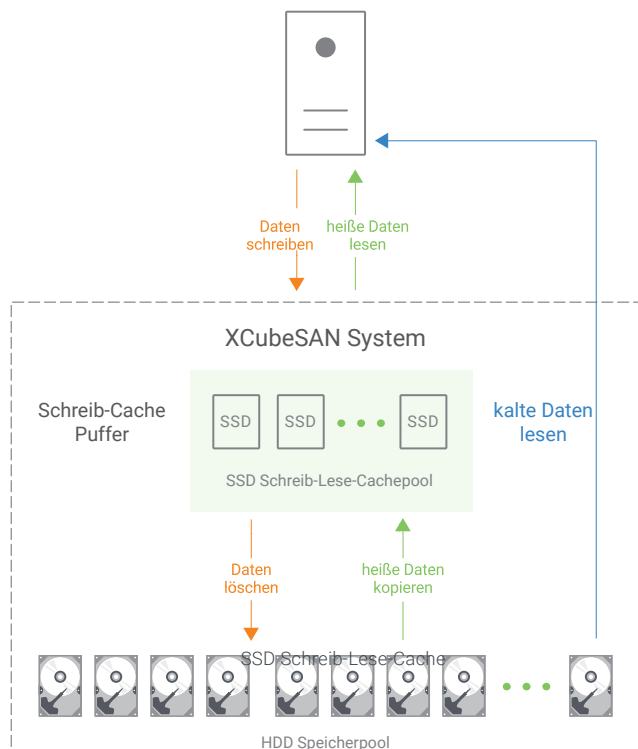 Daten
schreiben
heiße Daten
lesen
XCubeSAN System
Schreib-Cache
Puffer
SSD
SSD
SSD
SSD Schreib-Lese-Cachepool
kalte Daten
lesen
Daten
löschen
heiße Daten
kopieren
SSD Schreib-Lese-Cache
HDD Speicherpool